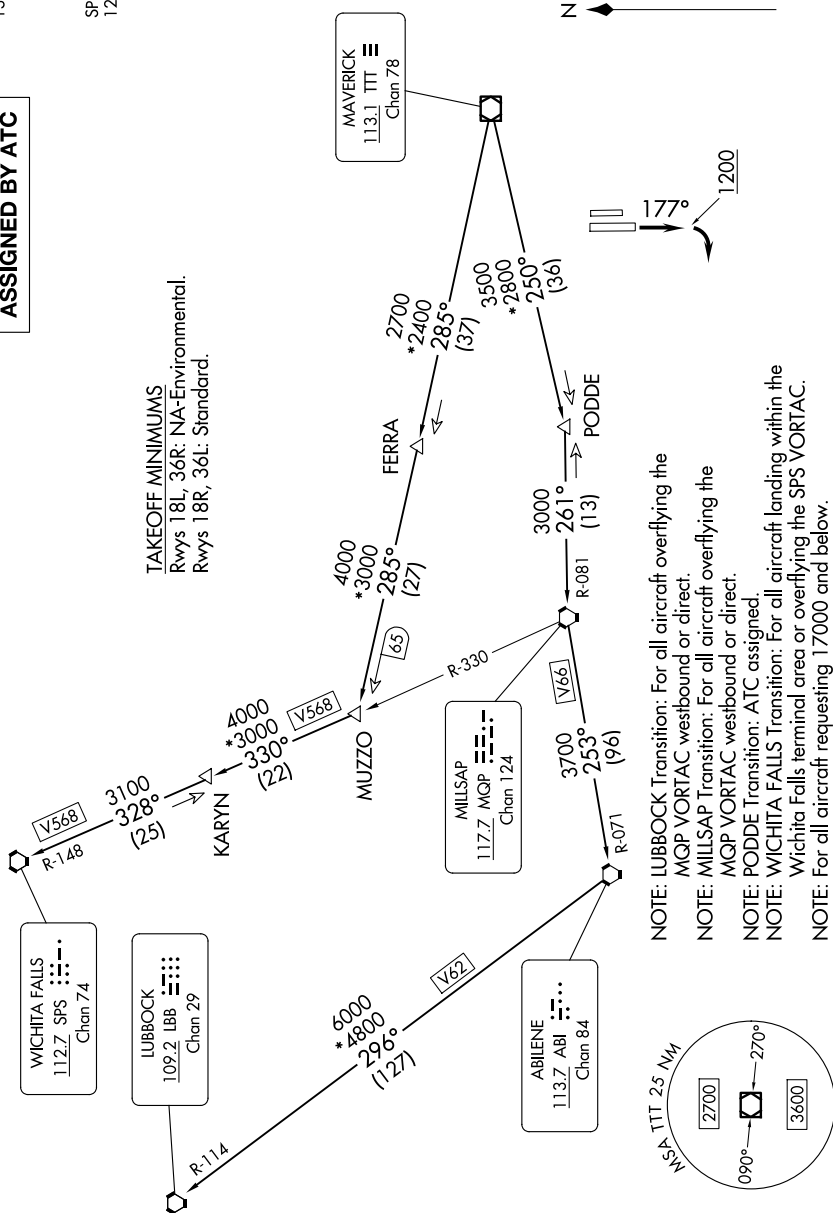 ASSIGNED BY ATC
SP
12
N
MAVERICK
113.1 TTT
Chan 78
TAKEOFF MINIMUMS
Rwys 18L, 36R: NA-Environmental.
Rwys 18R, 36L: Standard.
2700
*2400
285°
(37)
3500
*2800
250°
(36)
177°
1200
FERRA
PODDE
4000
*3000
285°
(27)
65
3000
261°
(13)
R-081
R-330
MUZZO
4000
*3000
330°
(22)
V568
KARYN
3100
328°
(25)
V568
R-148
WICHITA FALLS
112.7 SPS
Chan 74
LUBBOCK
109.2 LBB
Chan 29
MILLSAP
117.7 MQP
Chan 124
V66
3700
253°
(96)
R-071
ABILENE
113.7 ABI
Chan 84
V62
6000
*4800
296°
(127)
R-114
MSA TTT 25 NM
2700
090°
270°
3600
NOTE: LUBBOCK Transition: For all aircraft overflying the
MQP VORTAC westbound or direct.
NOTE: MILLSAP Transition: For all aircraft overflying the
MQP VORTAC westbound or direct.
NOTE: PODDE Transition: ATC assigned.
NOTE: WICHITA FALLS Transition: For all aircraft landing within the
Wichita Falls terminal area or overflying the SPS VORTAC.
NOTE: For all aircraft requesting 17000 and below.